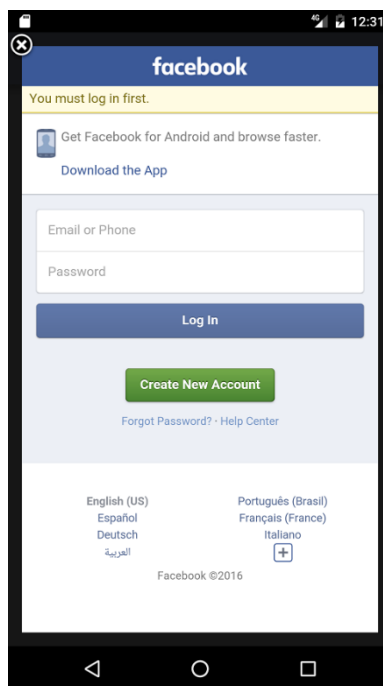 4G 12:31
facebook
You must log in first.
Get Facebook for Android and browse faster.
Download the App
Email or Phone
Password
Log In
Create New Account
Forgot Password? · Help Center
English (US) Português (Brasil)
Español Français (France)
Deutsch Italiano
العربية
Facebook ©2016